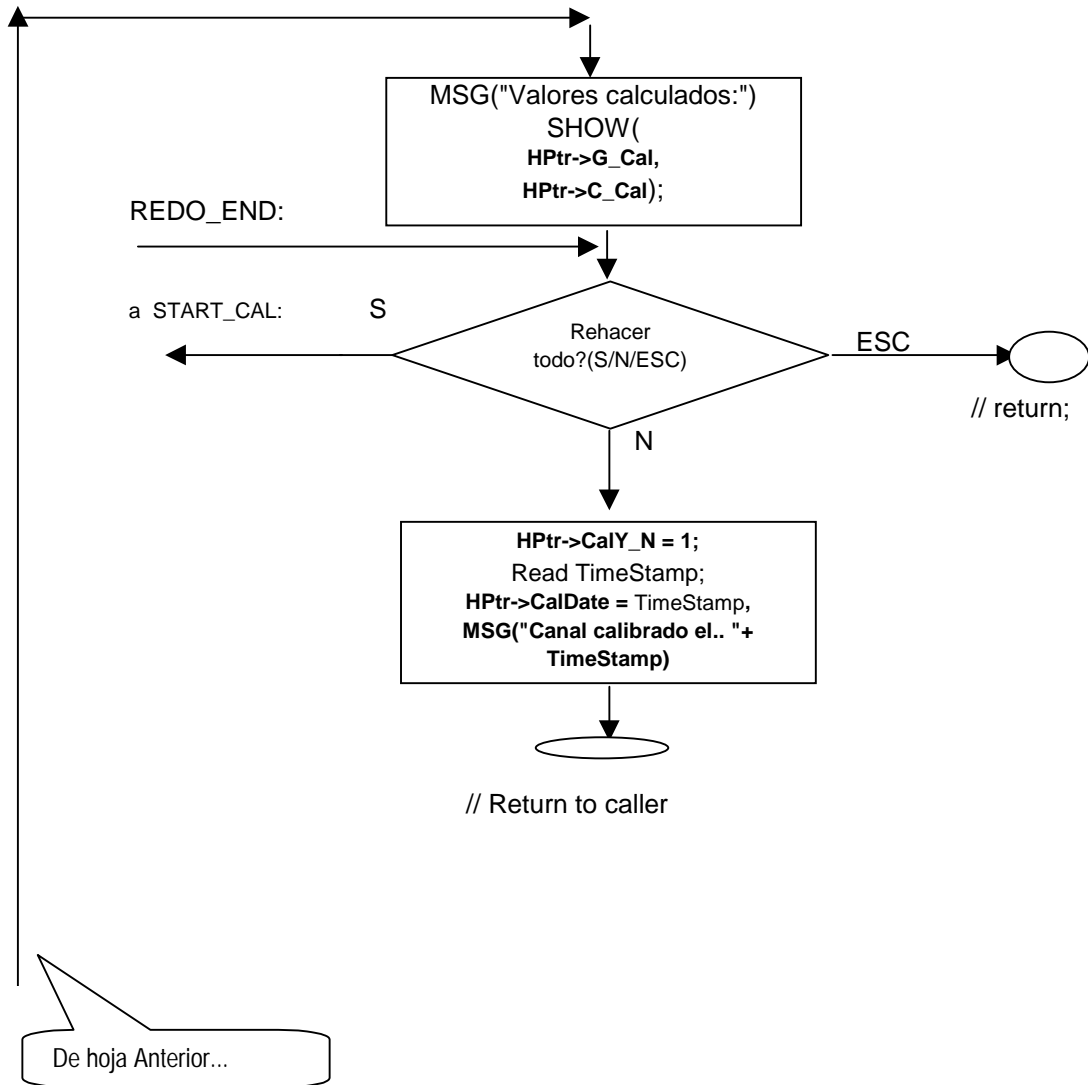 MSG("Valores calculados:")
SHOW(
HPtr->G_Cal,
HPtr->C_Cal);
REDO_END:
a START_CAL:
S
Rehacer
todo?(S/N/ESC)
ESC
// return;
N
HPtr->CalY_N = 1;
Read TimeStamp;
HPtr->CalDate = TimeStamp,
MSG("Canal calibrado el.. "+
TimeStamp)
// Return to caller
De hoja Anterior...